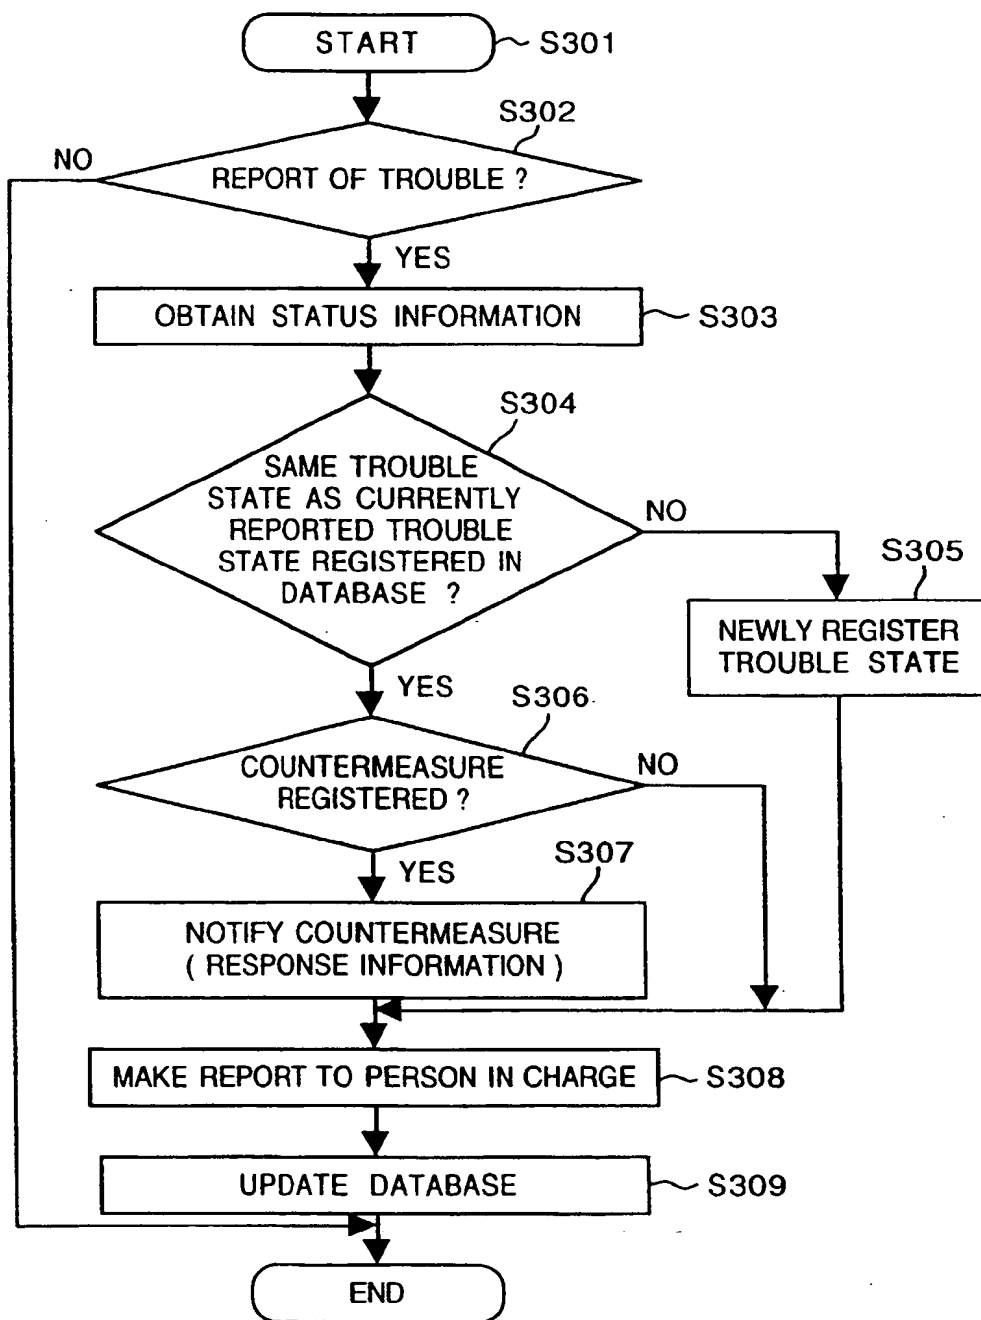 START
S301
S302
NO
REPORT OF TROUBLE ?
YES
OBTAIN STATUS INFORMATION
S303
S304
SAME TROUBLE
STATE AS CURRENTLY
REPORTED TROUBLE
STATE REGISTERED IN
DATABASE ?
NO
S305
NEWLY REGISTER
TROUBLE STATE
YES
S306
COUNTERMEASURE
REGISTERED ?
NO
YES
S307
NOTIFY COUNTERMEASURE
( RESPONSE INFORMATION )
MAKE REPORT TO PERSON IN CHARGE
S308
UPDATE DATABASE
S309
END